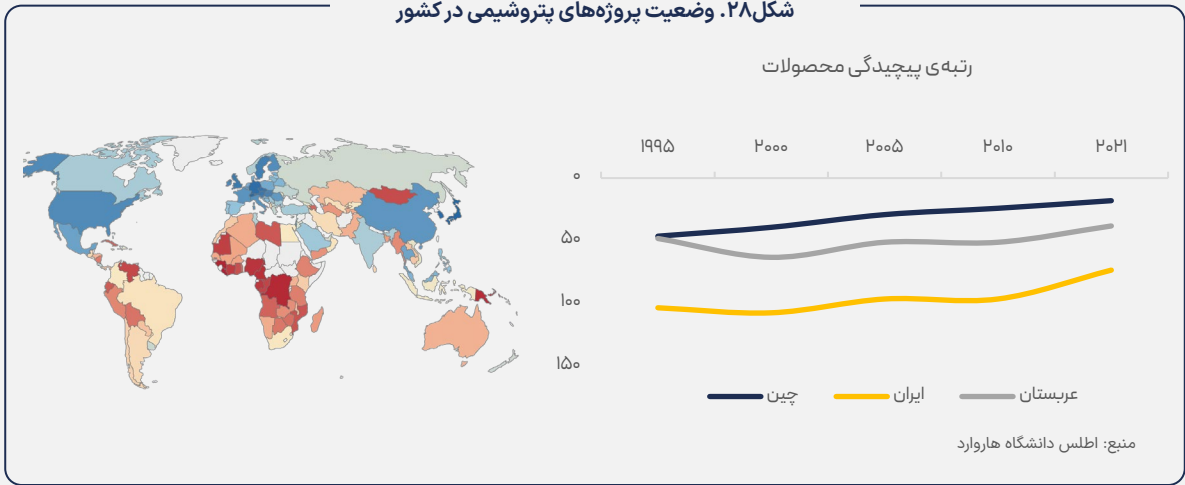 شکل۲۸. وضعیت پروژه‌های پتروشیمی در کشور
رتبه‌ی پیچیدگی محصولات
۱۹۹۵ ۲۰۰۰ ۲۰۰۵ ۲۰۱۰ ۲۰۲۱
۰
۵۰
۱۰۰
۱۵۰
عربستان ایران چین
منبع: اطلس دانشگاه هاروارد